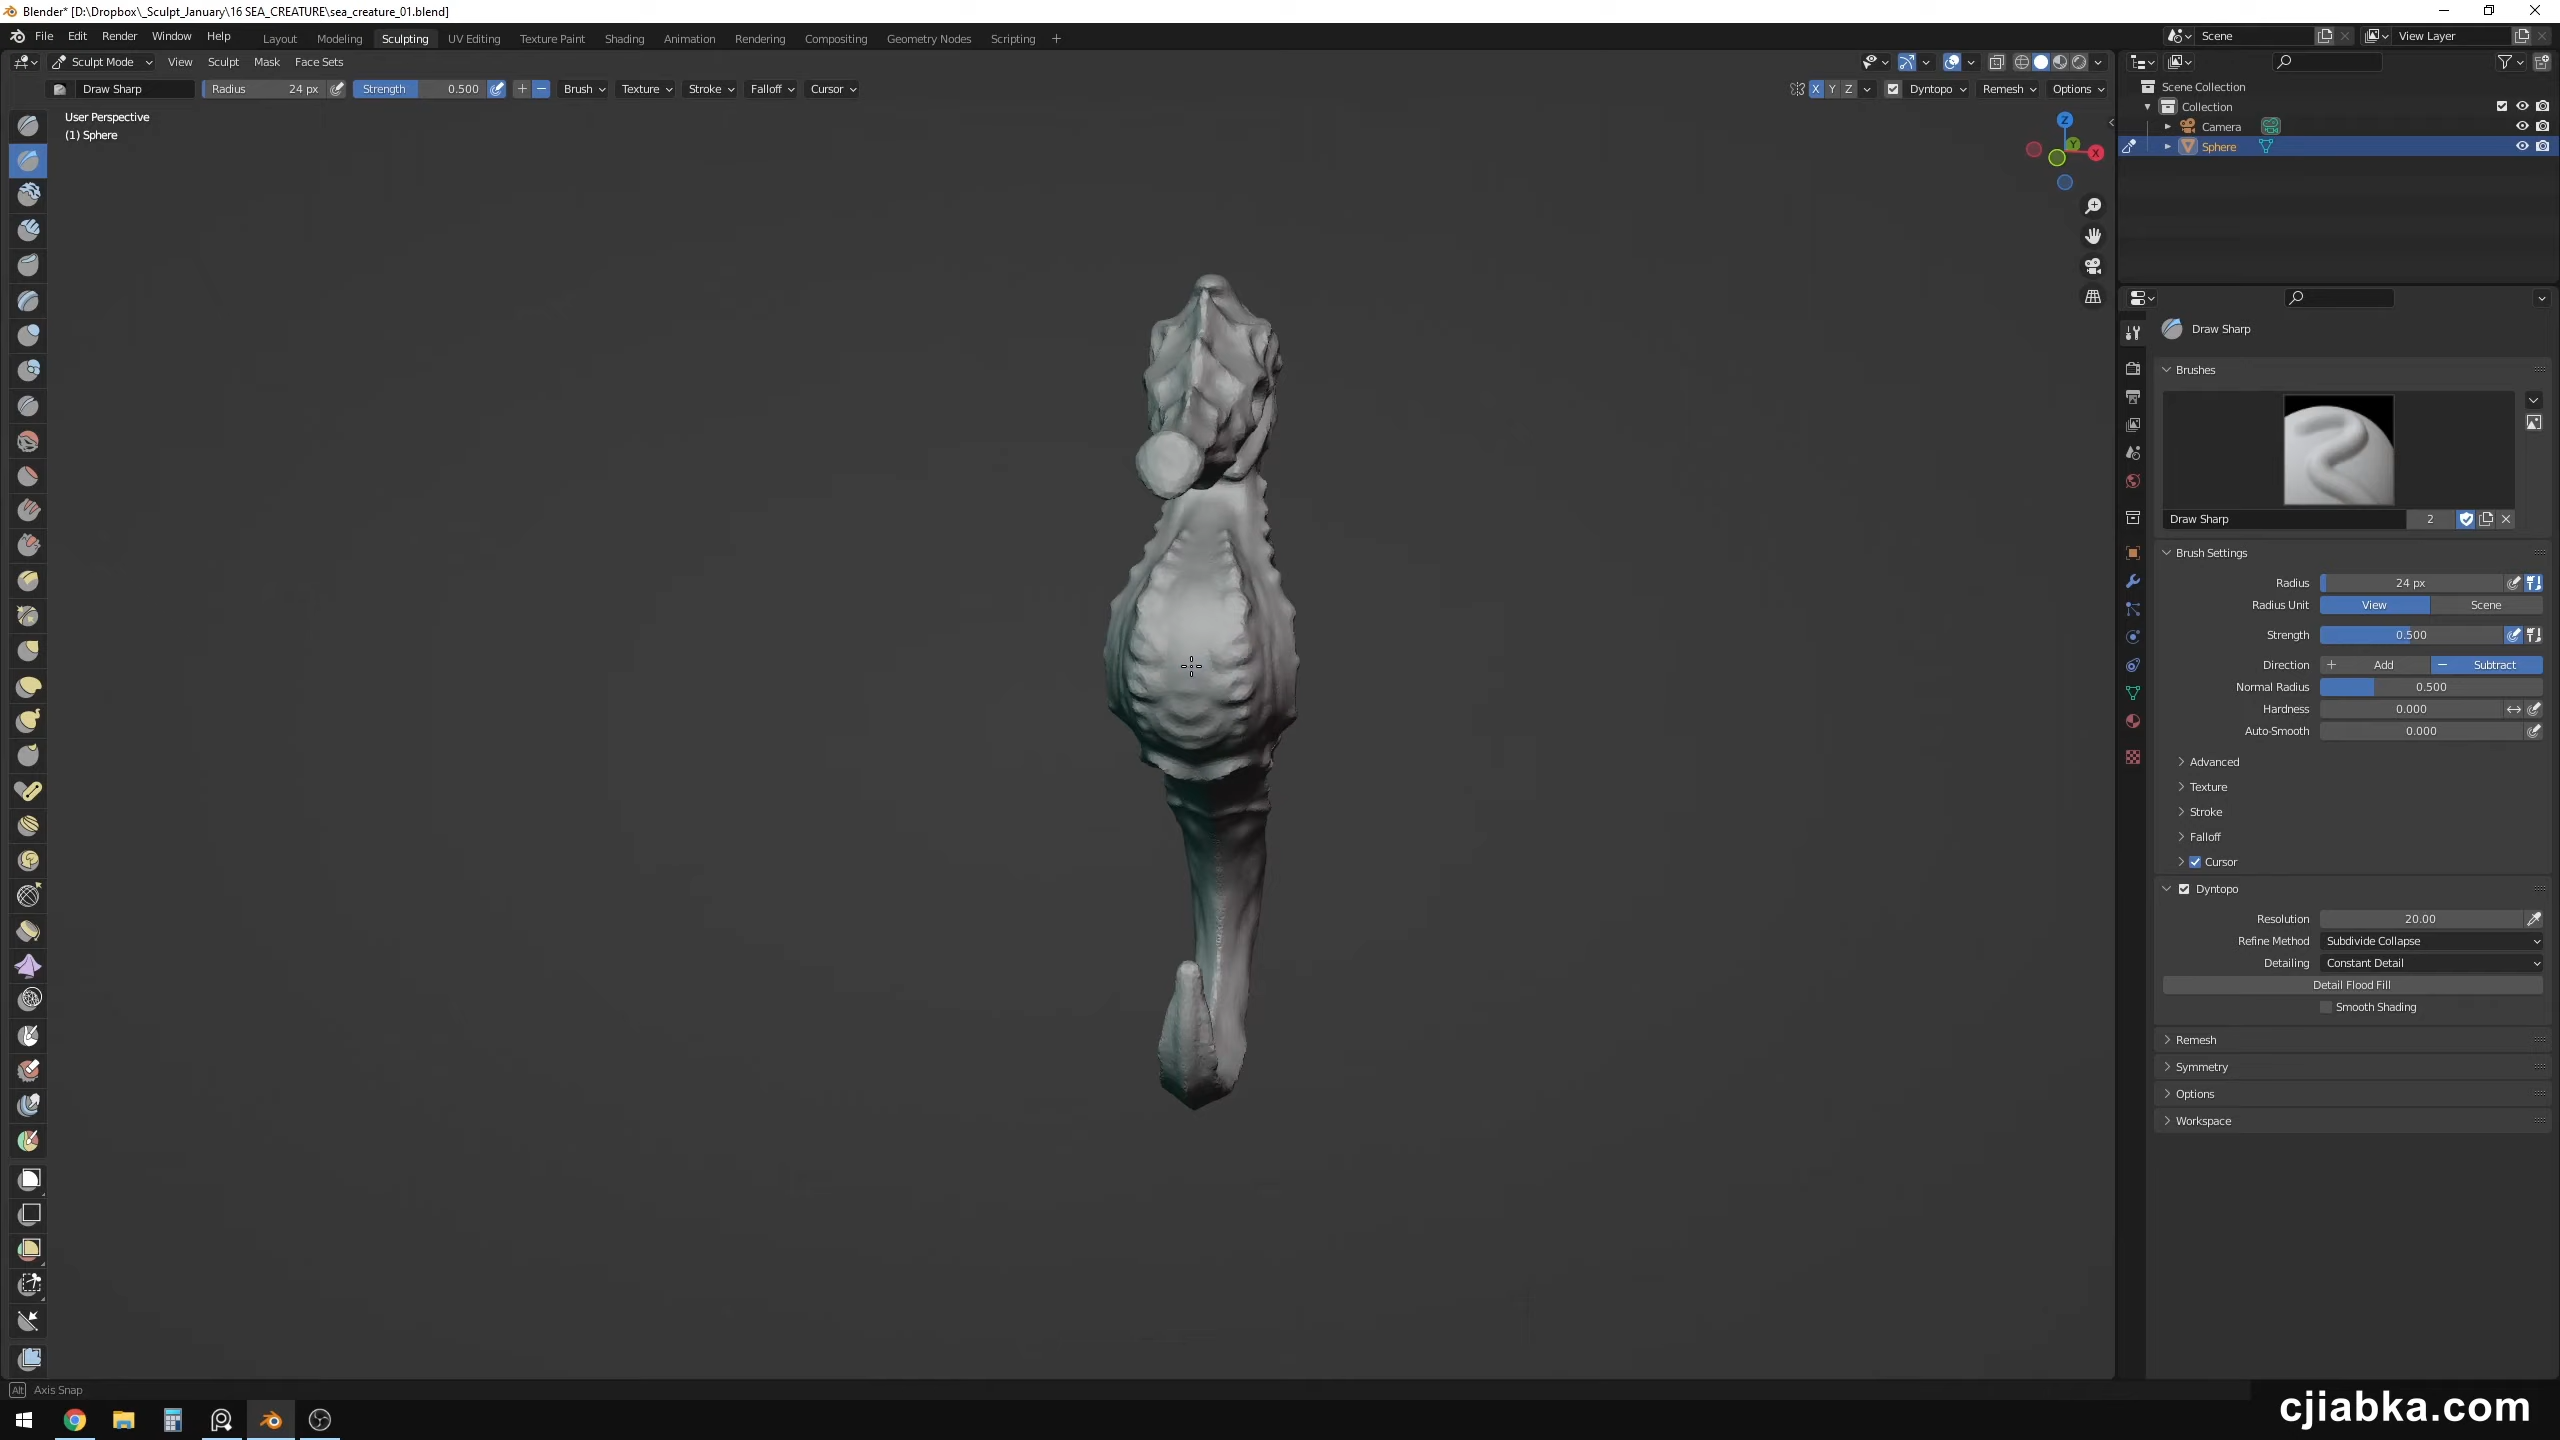 Blender* [D:\Dropbox\_Sculpt_January\16 SEA_CREATURE\sea_creature_01.blend]
File Edit Render Window Help
Layout Modeling Sculpting UV Editing Texture Paint Shading Animation Rendering Compositing Geometry Nodes Scripting +
Scene View Layer
Sculpt Mode View Sculpt Mask Face Sets
Draw Sharp Radius 24 px Strength 0.500 Brush Texture Stroke Falloff Cursor X Y Z Dyntopo Remesh Options
User Perspective
(1) Sphere
Z
Y
X
Scene Collection
Collection
Camera
Sphere
Draw Sharp
Brushes
Draw Sharp 2
Brush Settings
Radius 24 px
Radius Unit View Scene
Strength 0.500
Direction + Add − Subtract
Normal Radius 0.500
Hardness 0.000
Auto-Smooth 0.000
Advanced
Texture
Stroke
Falloff
Cursor
Dyntopo
Resolution 20.00
Refine Method Subdivide Collapse
Detailing Constant Detail
Detail Flood Fill
Smooth Shading
Remesh
Symmetry
Options
Workspace
Alt Axis Snap
cjiabka.com